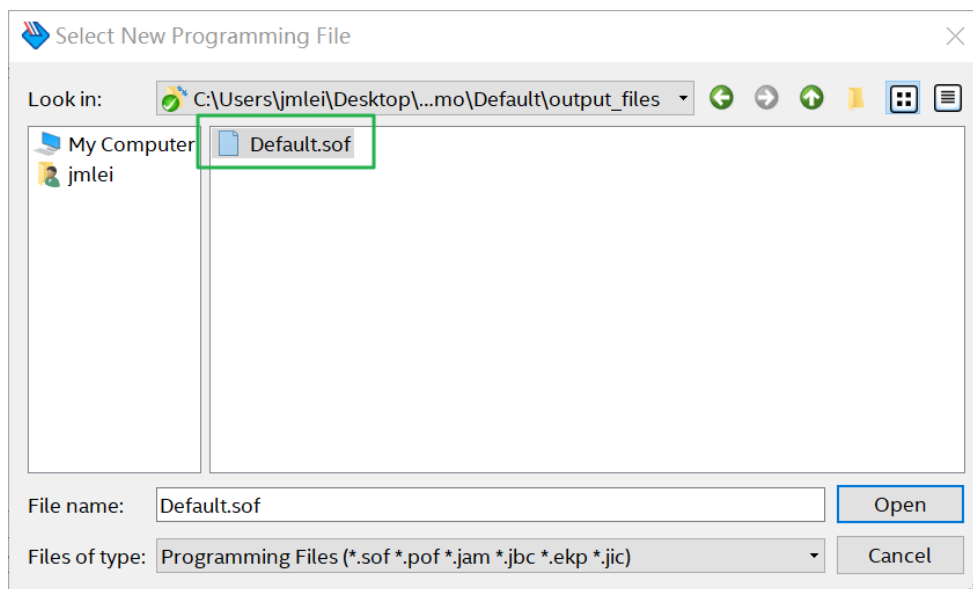 Select New Programming File
Look in: C:\Users\jmlei\Desktop\...mo\Default\output_files
My Computer
jmlei
Default.sof
File name: Default.sof Open
Files of type: Programming Files (*.sof *.pof *.jam *.jbc *.ekp *.jic) Cancel